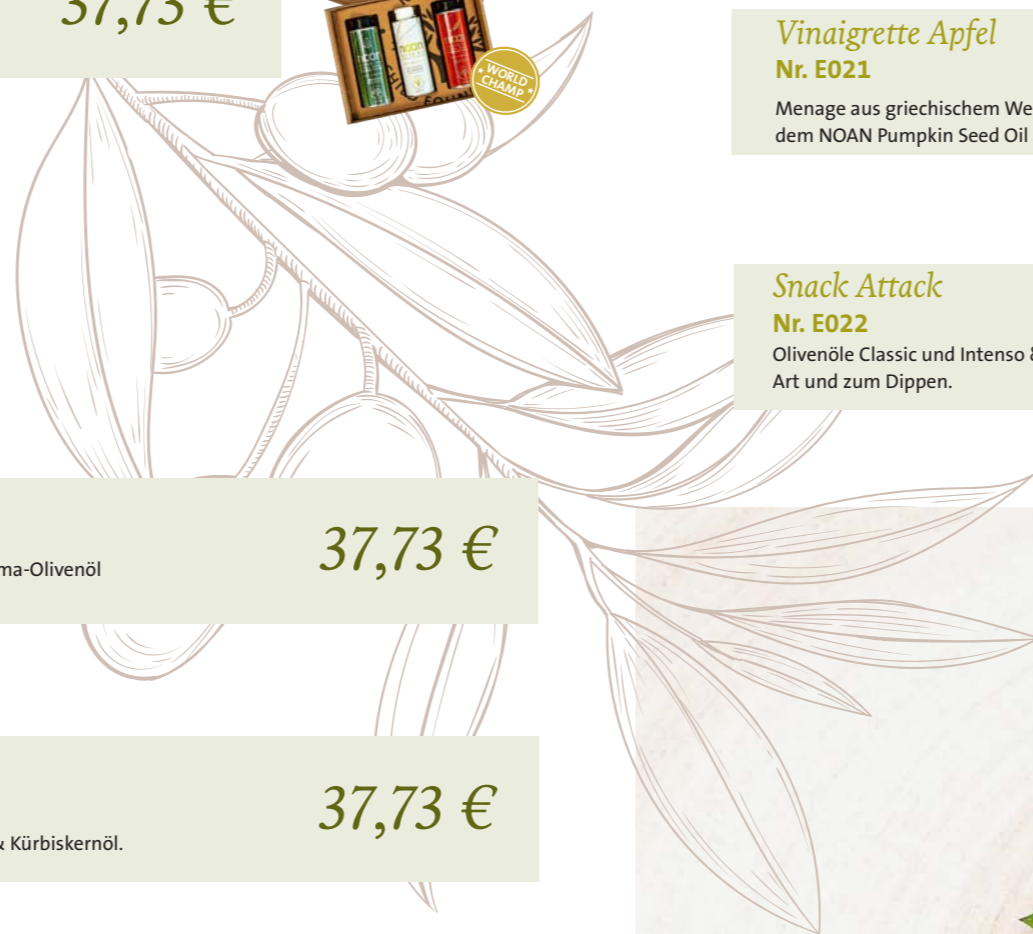 37,73 €
noan
WORLD
CHAMP
Vinaigrette Apfel
Nr. E021
Menage aus griechischem We
dem NOAN Pumpkin Seed Oil
Snack Attack
Nr. E022
Olivenöle Classic und Intenso &
Art und zum Dippen.
37,73 €
ma-Olivenöl
37,73 €
& Kürbiskernöl.